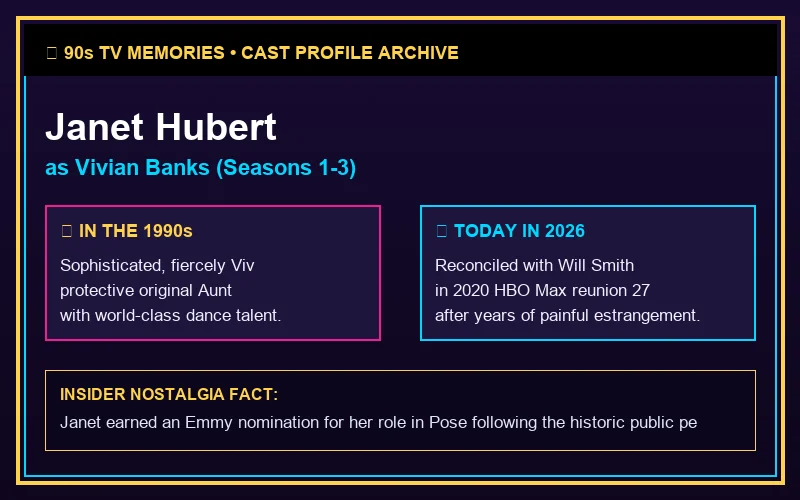 90s TV MEMORIES • CAST PROFILE ARCHIVE
Janet Hubert
as Vivian Banks (Seasons 1-3)
IN THE 1990s
Sophisticated, fiercely Viv
protective original Aunt
with world-class dance talent.
TODAY IN 2026
Reconciled with Will Smith
in 2020 HBO Max reunion 27
after years of painful estrangement.
INSIDER NOSTALGIA FACT:
Janet earned an Emmy nomination for her role in Pose following the historic public pe